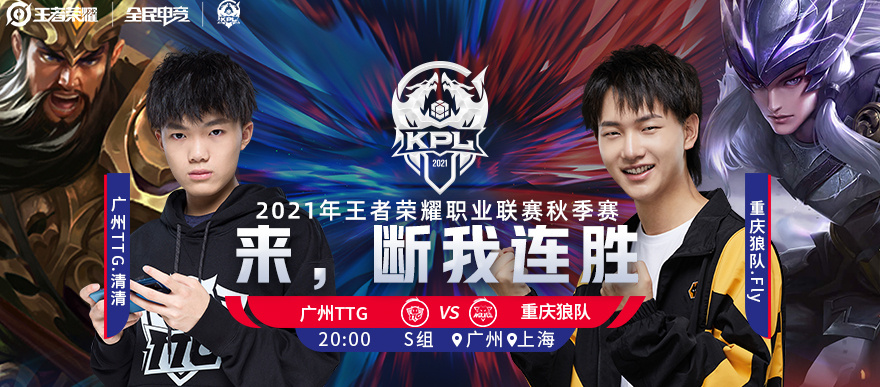 王者荣耀 全民电竞
KPL
2021
2021年王者荣耀职业联赛秋季赛
来，断我连胜
广州TTG.清清
重庆狼队.Fly
广州TTG VS 重庆狼队
20:00 S组 广州 上海
TTG